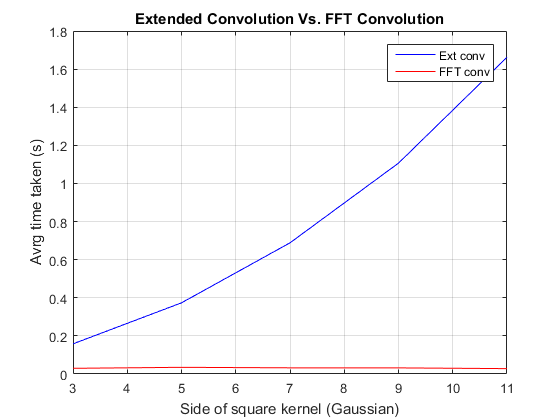 Extended Convolution Vs. FFT Convolution
Ext conv
FFT conv
Avrg time taken (s)
1.8
1.6
1.4
1.2
1
0.8
0.6
0.4
0.2
0
3 4 5 6 7 8 9 10 11
Side of square kernel (Gaussian)